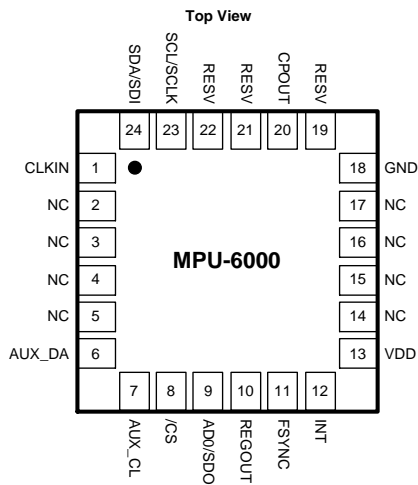 Top View
SDA/SDI
SCL/SCLK
RESV
RESV
CPOUT
RESV
24 23 22 21 20 19
CLKIN 1
18 GND
NC 2
17 NC
NC 3
16 NC
MPU-6000
NC 4
15 NC
NC 5
14 NC
AUX_DA 6
13 VDD
7 8 9 10 11 12
AUX_CL
/CS
AD0/SDO
REGOUT
FSYNC
INT